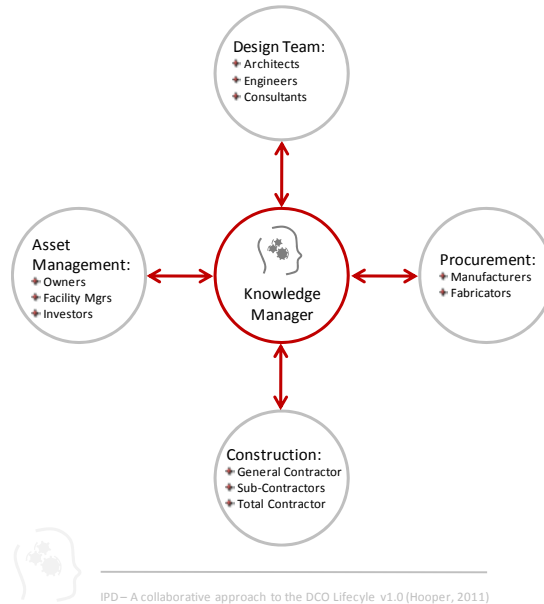 Design Team:
Architects
Engineers
Consultants
Asset
Management:
Owners
Facility Mgrs
Investors
Knowledge
Manager
Procurement:
Manufacturers
Fabricators
Construction:
General Contractor
Sub-Contractors
Total Contractor
IPD – A collaborative approach to the DCO Lifecyle v1.0 (Hooper, 2011)